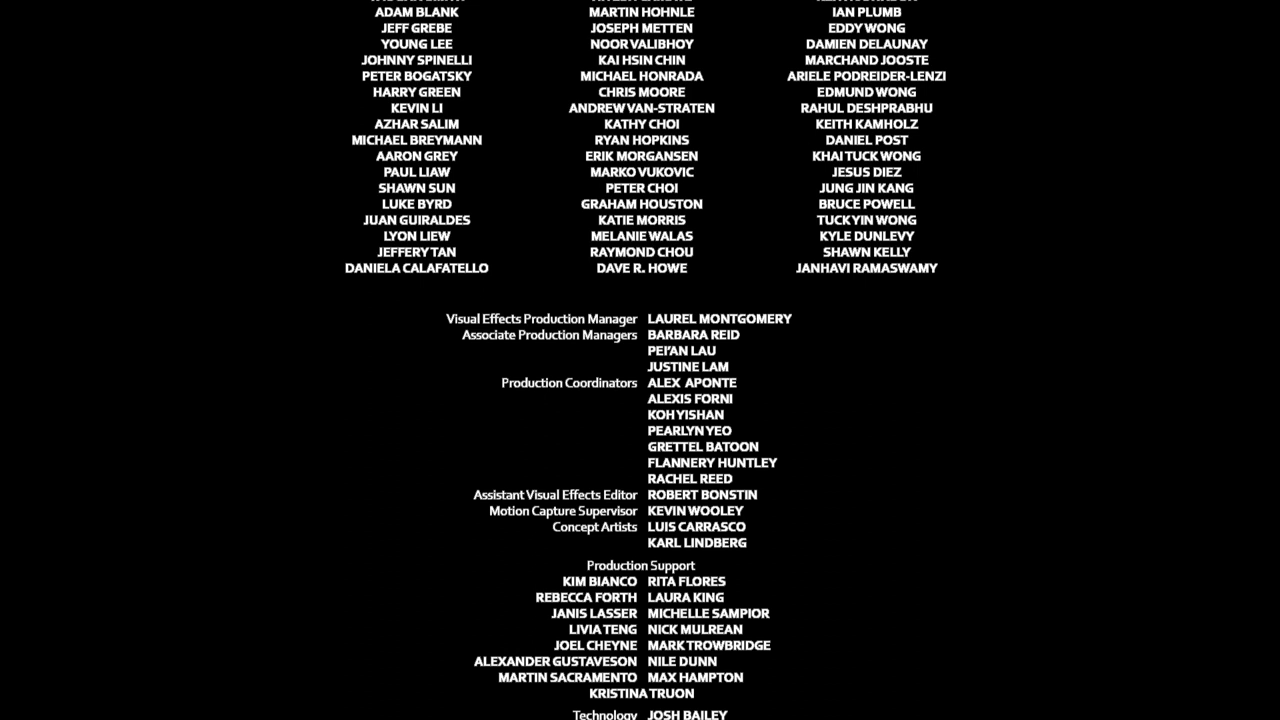 ADAM BLANK MARTIN HOHNLE IAN PLUMB
JEFF GREBE JOSEPH METTEN EDDY WONG
YOUNG LEE NOOR VALIBHOY DAMIEN DELAUNAY
JOHNNY SPINELLI KAI HSIN CHIN MARCHAND JOOSTE
PETER BOGATSKY MICHAEL HONRADA ARIELE PODREIDER-LENZI
HARRY GREEN CHRIS MOORE EDMUND WONG
KEVIN LI ANDREW VAN-STRATEN RAHUL DESHPRABHU
AZHAR SALIM KATHY CHOI KEITH KAMHOLZ
MICHAEL BREYMANN RYAN HOPKINS DANIEL POST
AARON GREY ERIK MORGANSEN KHAI TUCK WONG
PAUL LIAW MARKO VUKOVIC JESUS DIEZ
SHAWN SUN PETER CHOI JUNG JIN KANG
LUKE BYRD GRAHAM HOUSTON BRUCE POWELL
JUAN GUIRALDES KATIE MORRIS TUCK YIN WONG
LYON LIEW MELANIE WALAS KYLE DUNLEVY
JEFFERY TAN RAYMOND CHOU SHAWN KELLY
DANIELA CALAFATELLO DAVE R. HOWE JANHAVI RAMASWAMY
Visual Effects Production Manager LAUREL MONTGOMERY
Associate Production Managers BARBARA REID
PEI'AN LAU
JUSTINE LAM
Production Coordinators ALEX APONTE
ALEXIS FORNI
KOH YISHAN
PEARLYN YEO
GRETTEL BATOON
FLANNERY HUNTLEY
RACHEL REED
Assistant Visual Effects Editor ROBERT BONSTIN
Motion Capture Supervisor KEVIN WOOLEY
Concept Artists LUIS CARRASCO
KARL LINDBERG
Production Support
KIM BIANCO RITA FLORES
REBECCA FORTH LAURA KING
JANIS LASSER MICHELLE SAMPIOR
LIVIA TENG NICK MULREAN
JOEL CHEYNE MARK TROWBRIDGE
ALEXANDER GUSTAVESON NILE DUNN
MARTIN SACRAMENTO MAX HAMPTON
KRISTINA TRUON
Technology JOSH BAILEY